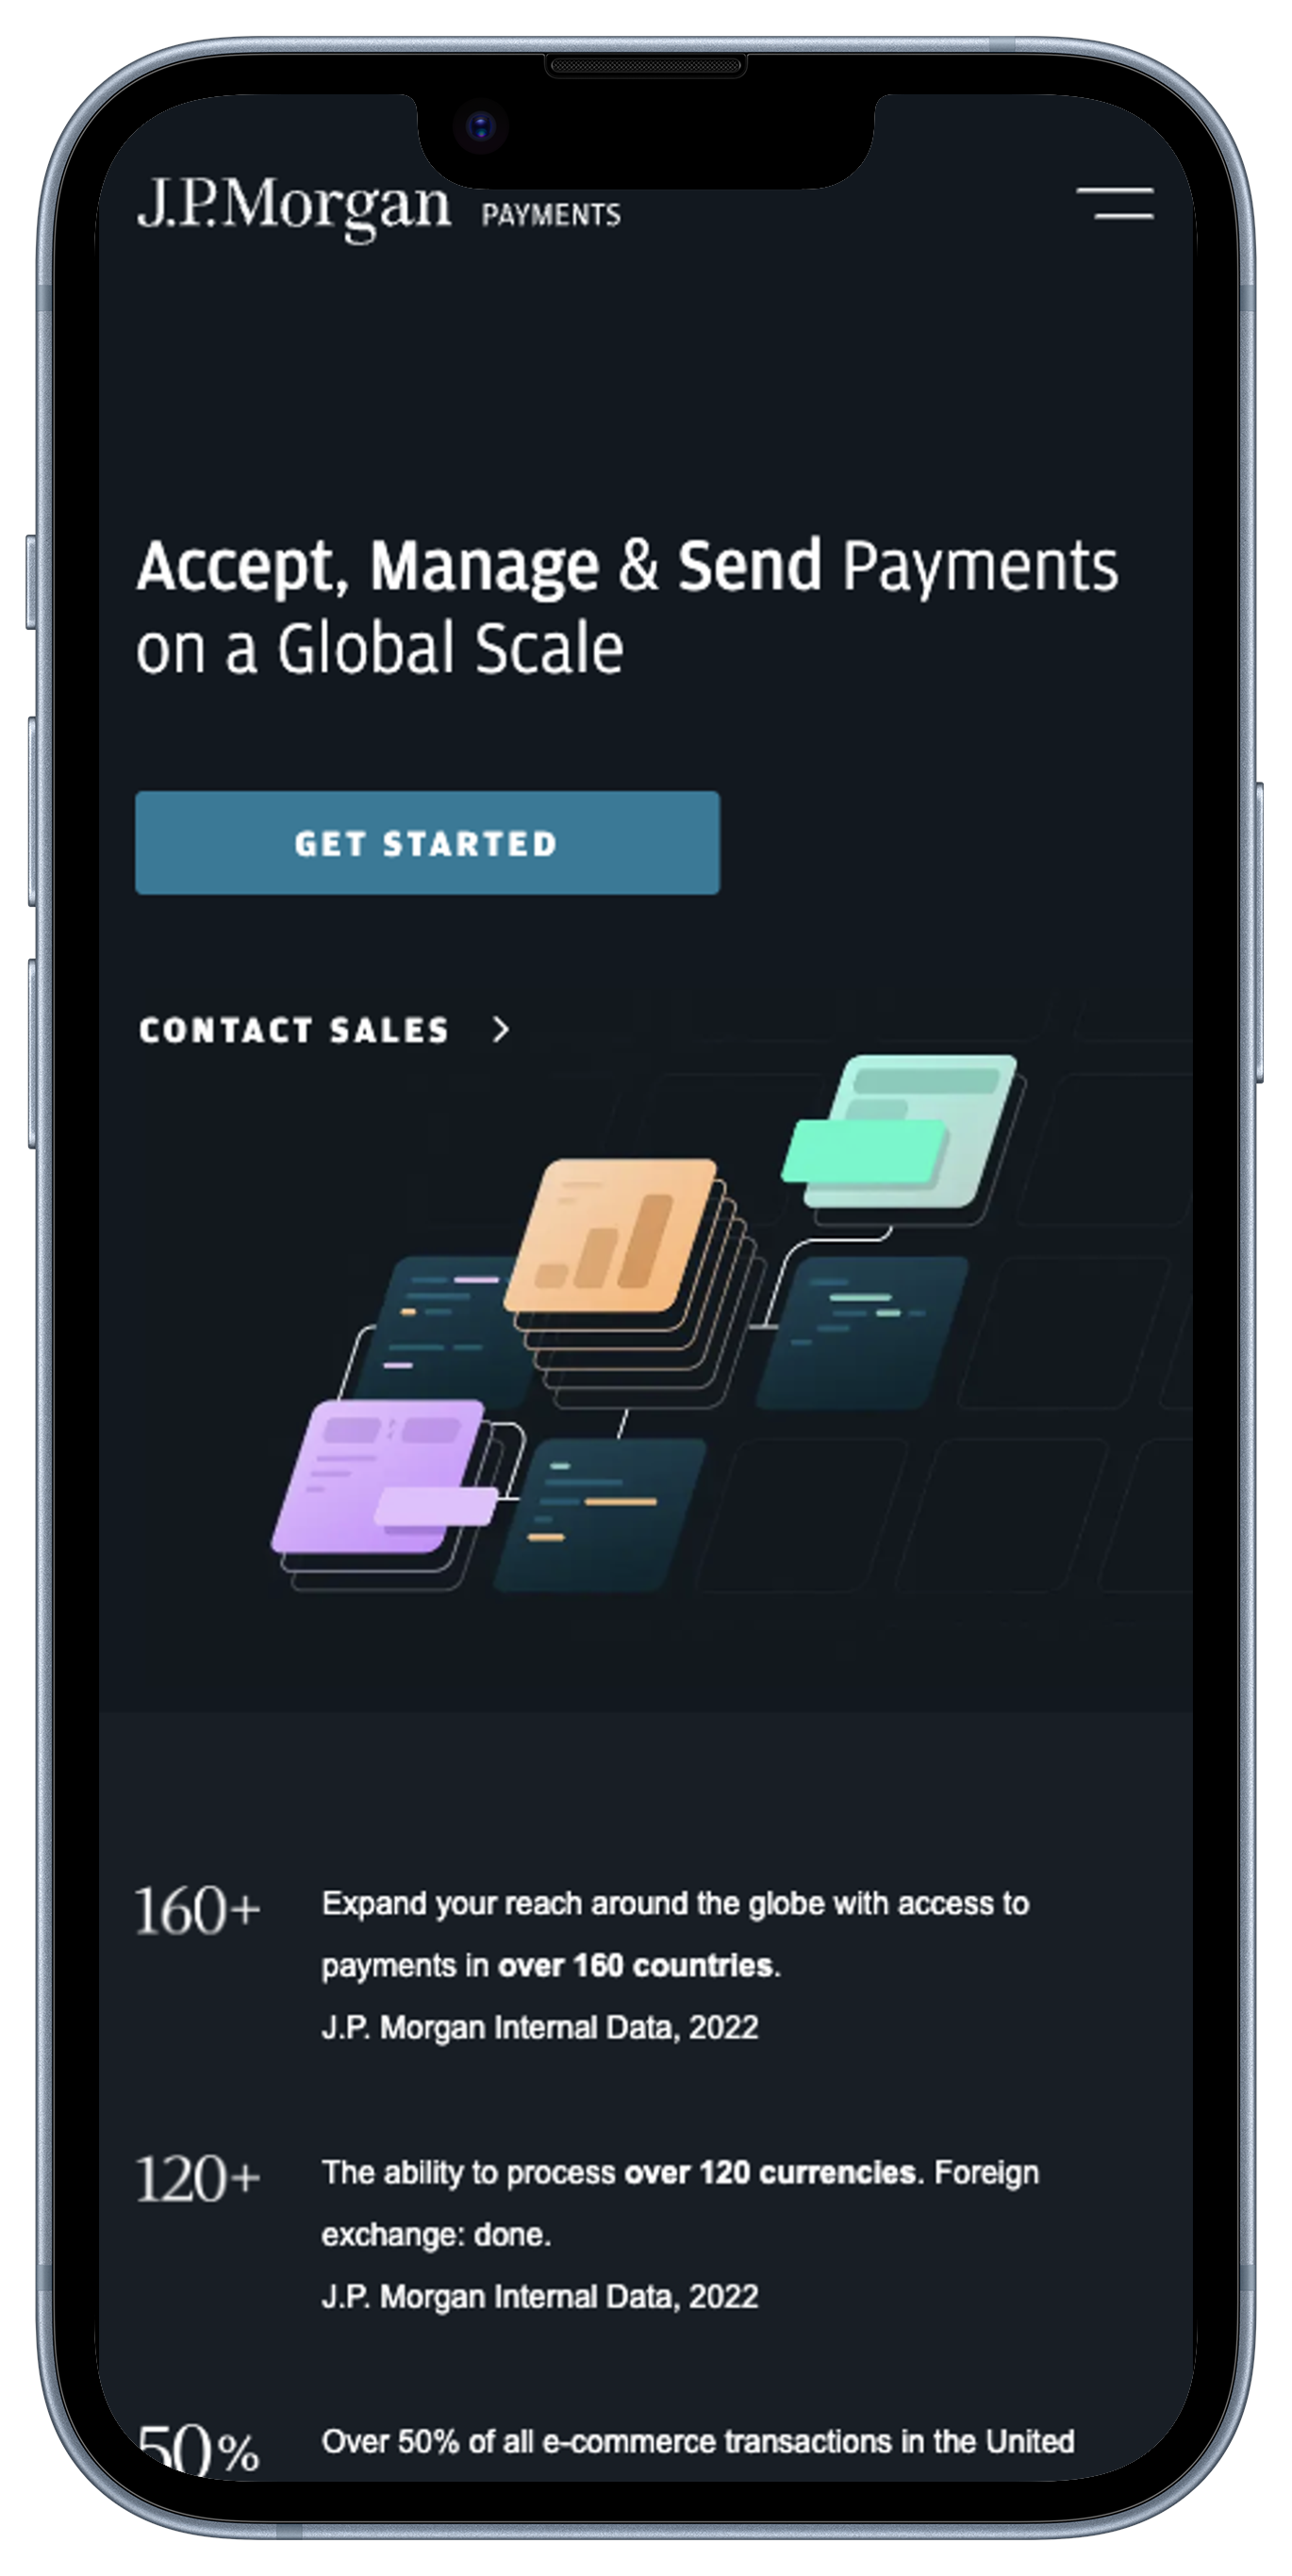 J.P.Morgan PAYMENTS
Accept, Manage & Send Payments
on a Global Scale
GET STARTED
CONTACT SALES
160+
Expand your reach around the globe with access to
payments in over 160 countries.
J.P. Morgan Internal Data, 2022
120+
The ability to process over 120 currencies. Foreign
exchange: done.
J.P. Morgan Internal Data, 2022
50%
Over 50% of all e-commerce transactions in the United